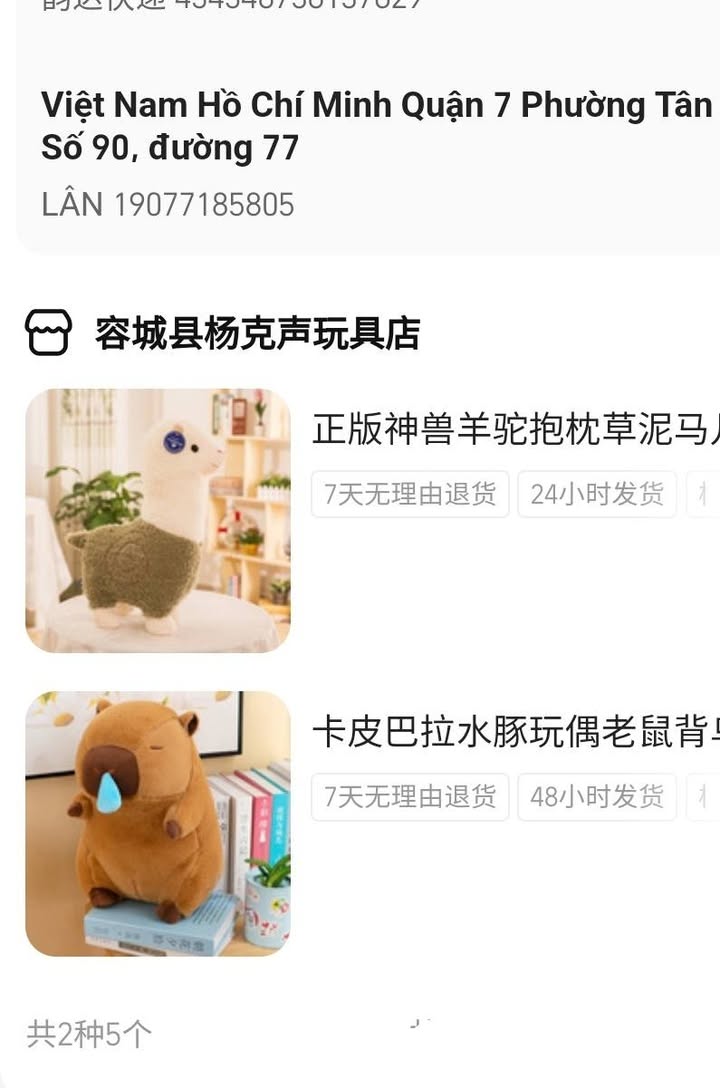 Việt Nam Hồ Chí Minh Quận 7 Phường Tân
Số 90, đường 77
LÂN 19077185805
容城县杨克声玩具店
正版神兽羊驼抱枕草泥马
7天无理由退货
24小时发货
卡皮巴拉水豚玩偶老鼠背
7天无理由退货
48小时发货
共2种5个